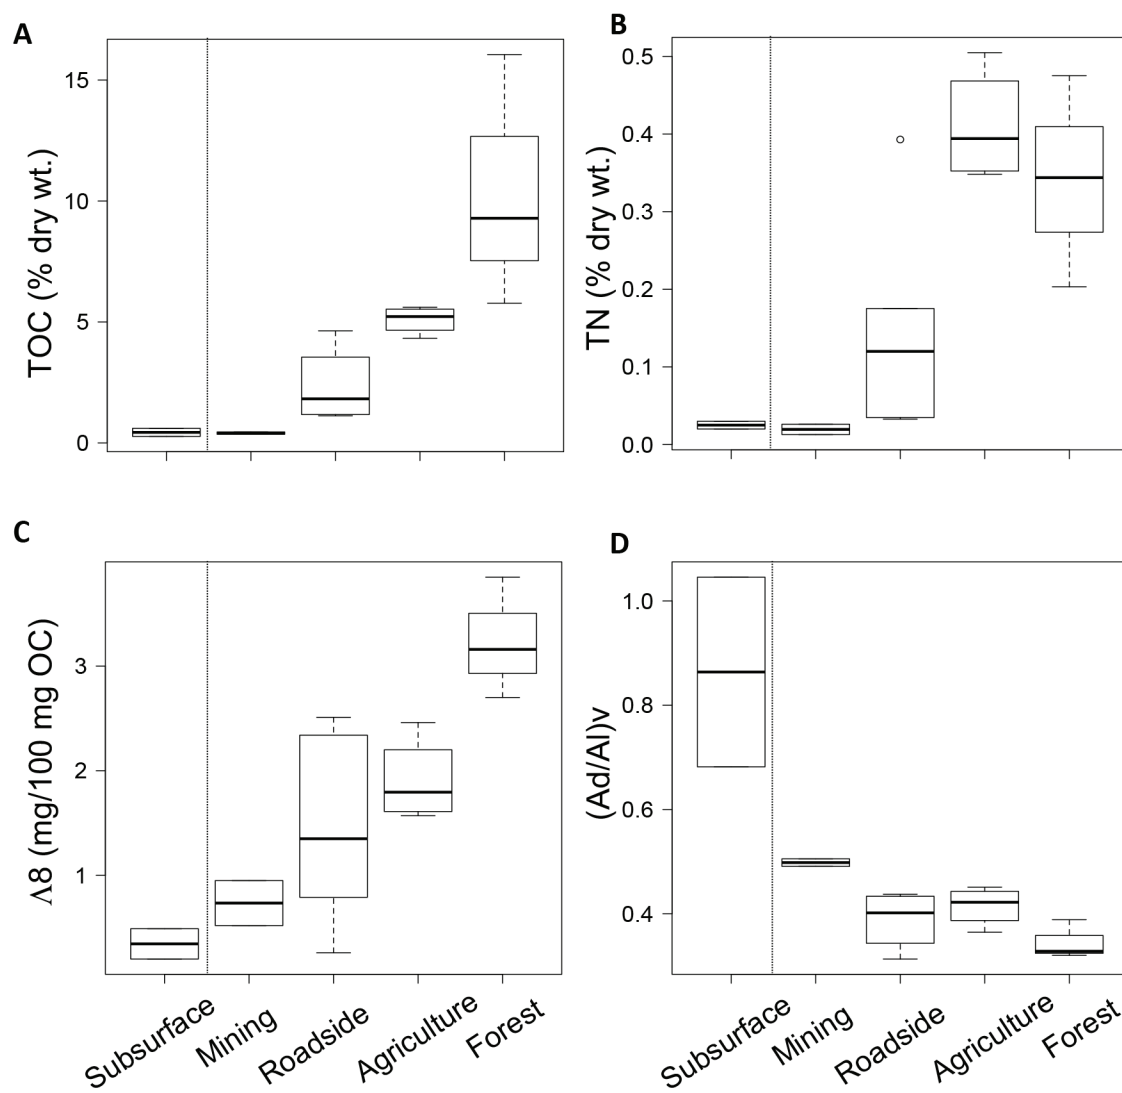 A
TOC (% dry wt.)
15
10
5
0
B
TN (% dry wt.)
0.5
0.4
0.3
0.2
0.1
0.0
C
Λ8 (mg/100 mg OC)
3
2
1
Subsurface
Mining
Roadside
Agriculture
Forest
D
(Ad/Al)v
1.0
0.8
0.6
0.4
Subsurface
Mining
Roadside
Agriculture
Forest